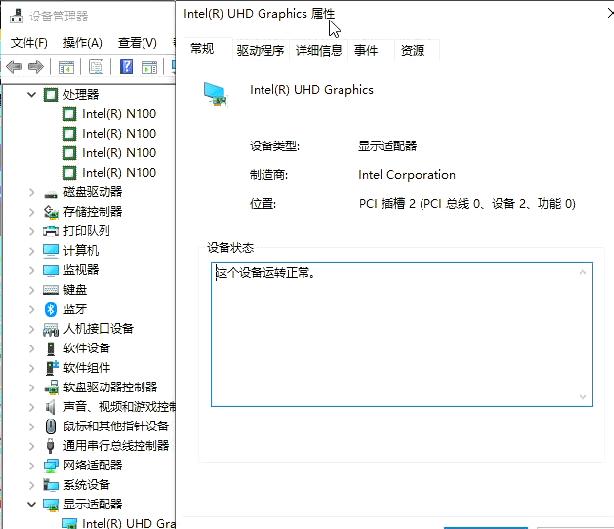 设备管理器
文件(F) 操作(A) 查看(V)
处理器
Intel(R) N100
Intel(R) N100
Intel(R) N100
Intel(R) N100
磁盘驱动器
存储控制器
打印队列
计算机
监视器
键盘
蓝牙
人机接口设备
软件设备
软件组件
软盘驱动器控制器
声音、视频和游戏控制
鼠标和其他指针设备
通用串行总线控制器
网络适配器
系统设备
显示适配器
Intel(R) UHD Gra
Intel(R) UHD Graphics 属性
常规 驱动程序 详细信息 事件 资源
Intel(R) UHD Graphics
设备类型: 显示适配器
制造商: Intel Corporation
位置: PCI 插槽 2 (PCI 总线 0、设备 2、功能 0)
设备状态
这个设备运转正常。